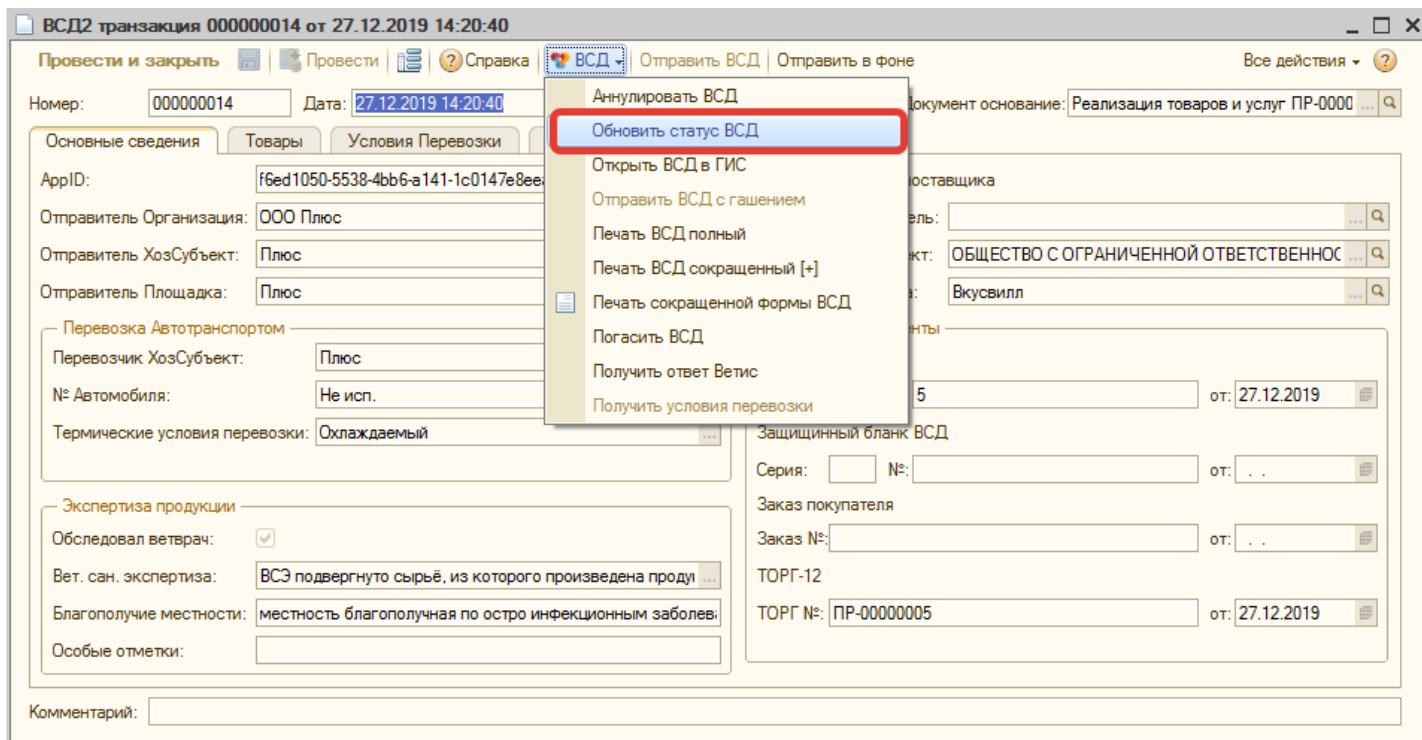 ВСД2 транзакция 000000014 от 27.12.2019 14:20:40
Провести и закрыть Провести Справка ВСД Отправить ВСД Отправить в фоне Все действия
Номер: 000000014 Дата: 27.12.2019 14:20:40 окумент основание: Реализация товаров и услуг ПР-0000
Основные сведения Товары Условия Перевозки
Аннулировать ВСД
Обновить статус ВСД
Открыть ВСД в ГИС
Отправить ВСД с гашением
Печать ВСД полный
Печать ВСД сокращенный [+]
Печать сокращенной формы ВСД
Погасить ВСД
Получить ответ Ветис
Получить условия перевозки
AppID: f6ed1050-5538-4bb6-a141-1c0147e8ee
Отправитель Организация: ООО Плюс
Отправитель ХозСубъект: Плюс
Отправитель Площадка: Плюс
Перевозка Автотранспортом
Перевозчик ХозСубъект: Плюс
№ Автомобиля: Не исп.
Термические условия перевозки: Охлаждаемый
Экспертиза продукции
Обследовал ветврач:
Вет. сан. экспертиза: ВСЭ подвергнуто сырьё, из которого произведена проду
Благополучие местности: местность благополучная по остро инфекционным заболев
Особые отметки:
оставщика
ель:
кт: ОБЩЕСТВО С ОГРАНИЧЕННОЙ ОТВЕТСТВЕННОС
а: Вкусвилл
нты
5 от: 27.12.2019
Защищинный бланк ВСД
Серия: №: от: . .
Заказ покупателя
Заказ №: от: . .
ТОРГ-12
ТОРГ №: ПР-00000005 от: 27.12.2019
Комментарий: